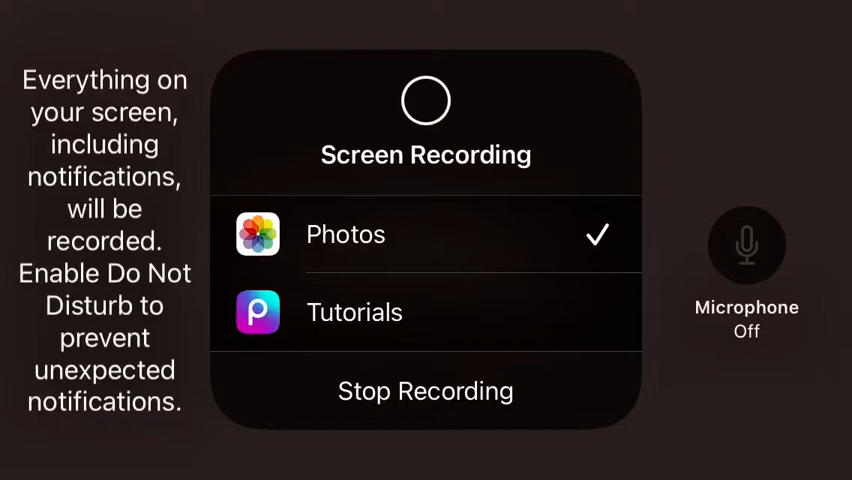 Everything on
your screen,
including
notifications,
will be
recorded.
Enable Do Not
Disturb to
prevent
unexpected
notifications.
Screen Recording
Photos
Tutorials
Stop Recording
Microphone
Off